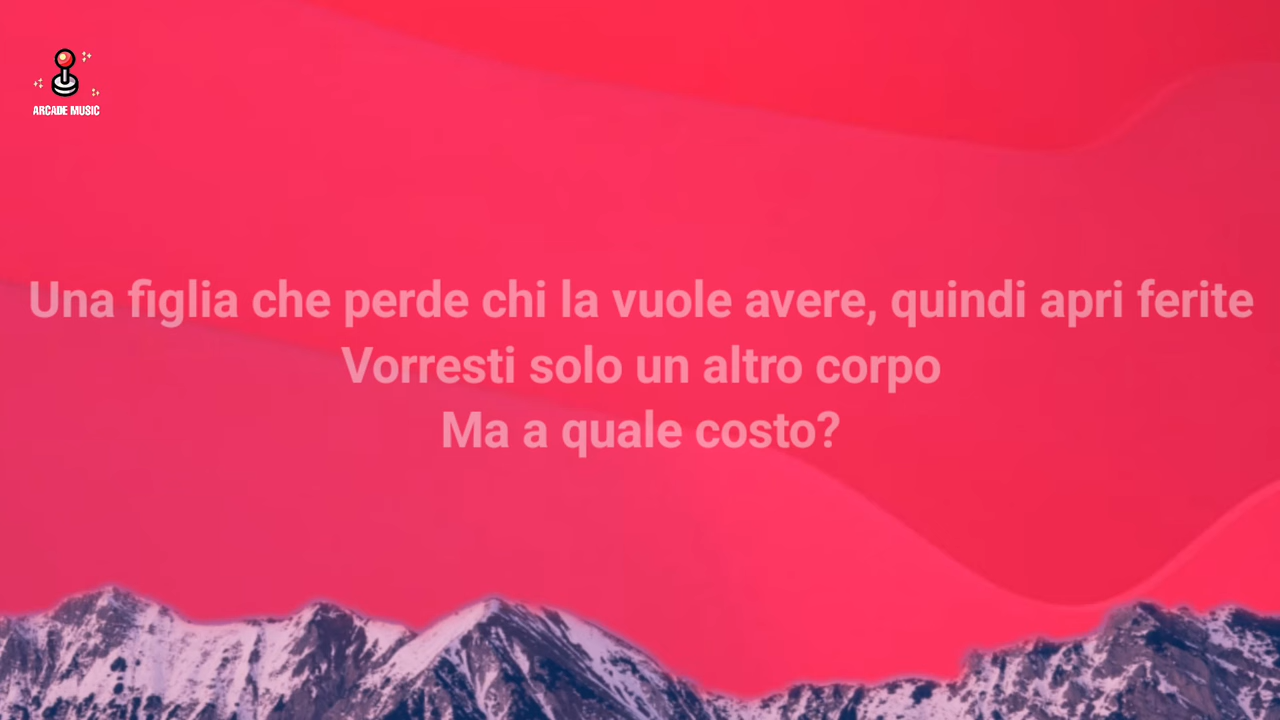 ARCADE MUSIC
Una figlia che perde chi la vuole avere, quindi apri ferite
Vorresti solo un altro corpo
Ma a quale costo?